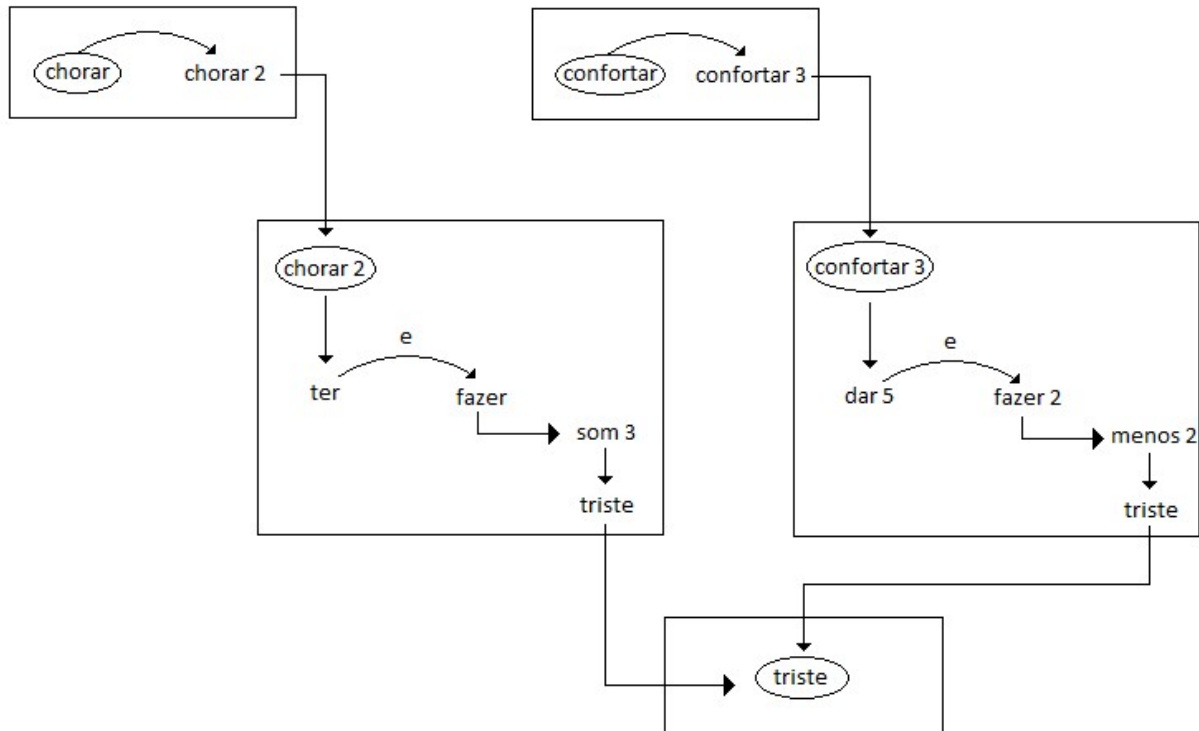 chorar
chorar 2
confortar
confortar 3
chorar 2
e
ter
fazer
som 3
triste
confortar 3
e
dar 5
fazer 2
menos 2
triste
triste